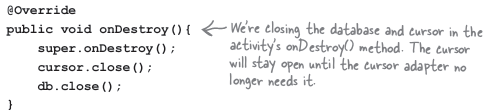 @Override
public void onDestroy(){
We're closing the database and cursor in the
super.onDestroy();
activity's onDestroy() method. The cursor
cursor.close();
will stay open until the cursor adapter no
db.close();
longer needs it.
}